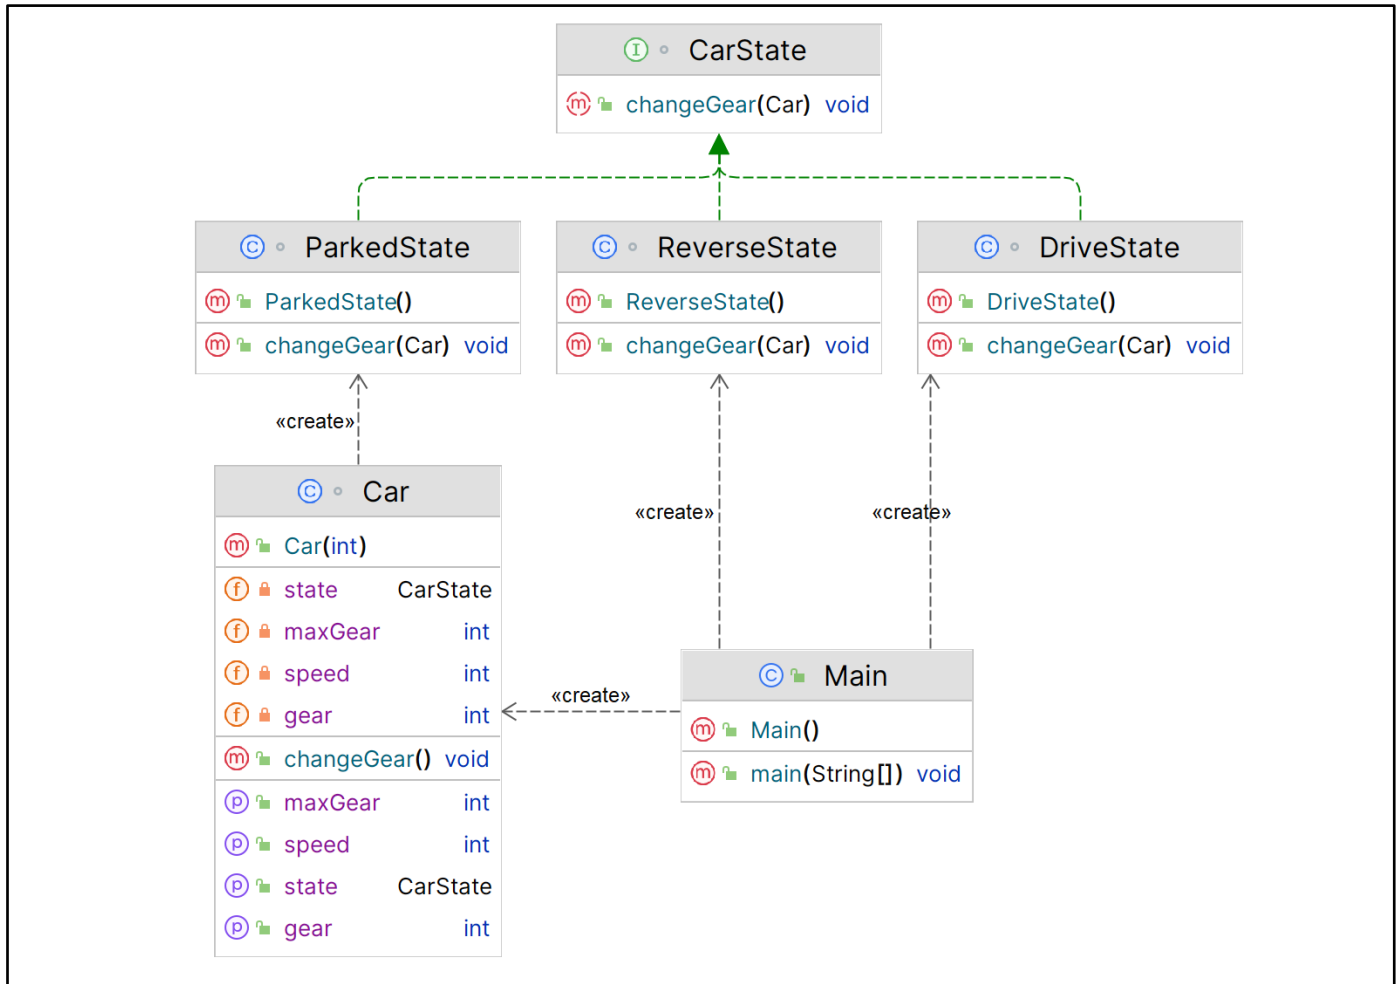 CarState
changeGear(Car) void
ParkedState
ParkedState()
changeGear(Car) void
ReverseState
ReverseState()
changeGear(Car) void
DriveState
DriveState()
changeGear(Car) void
«create»
«create»
«create»
Car
Car(int)
state CarState
maxGear int
speed int
gear int
changeGear() void
maxGear int
speed int
state CarState
gear int
«create»
Main
Main()
main(String[]) void